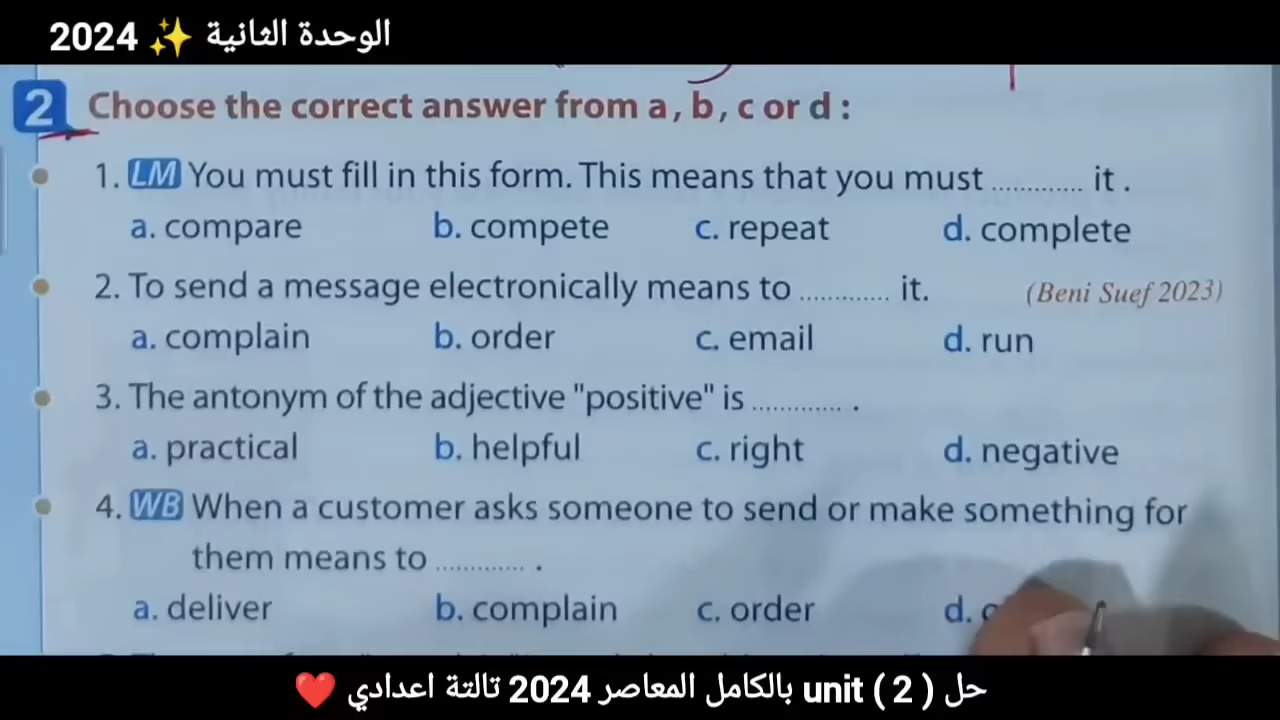 الوحدة الثانية ✨ 2024
2 Choose the correct answer from a, b, c or d :
1. LM You must fill in this form. This means that you must ............. it .
a. compare b. compete c. repeat d. complete
2. To send a message electronically means to ............. it. (Beni Suef 2023)
a. complain b. order c. email d. run
3. The antonym of the adjective "positive" is ............. .
a. practical b. helpful c. right d. negative
4. WB When a customer asks someone to send or make something for
them means to ............. .
a. deliver b. complain c. order d.
حل unit ( 2 ) بالكامل المعاصر 2024 تالتة اعدادي ❤️